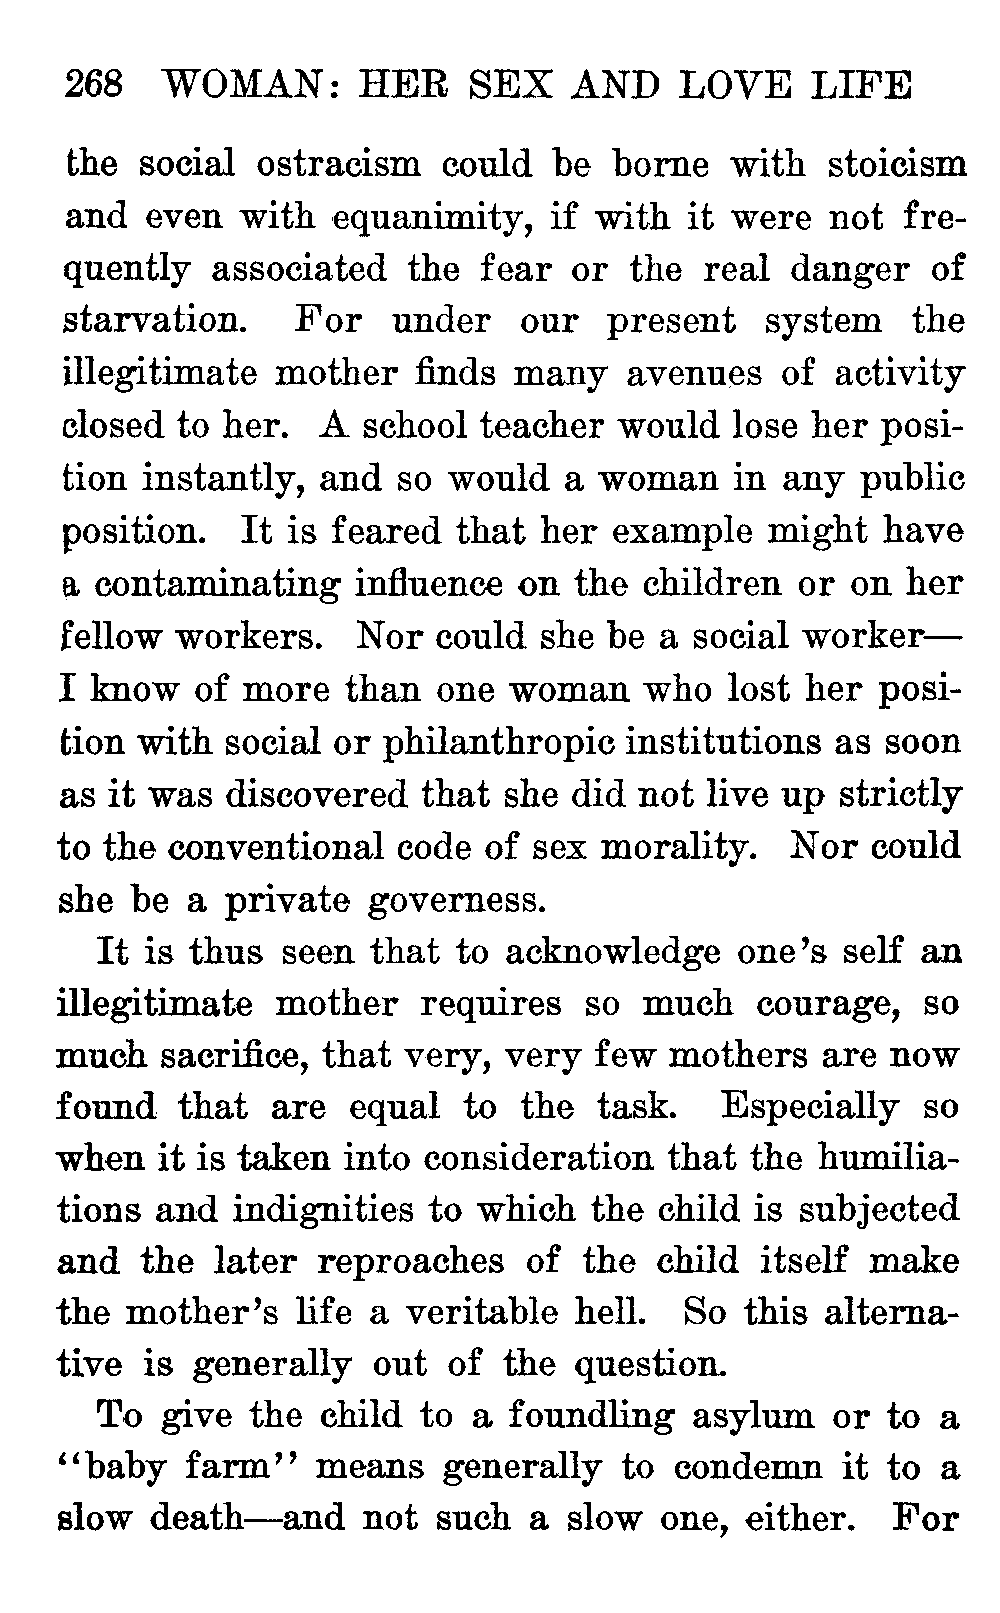 268 WOMAN: HER SEX AND LOVE LIFE
the social ostracism could be borne with stoicism
and even with equanimity, if with it were not fre-
quently associated the fear or the real danger of
starvation. For under our present system the
illegitimate mother finds many avenues of activity
closed to her. A school teacher would lose her posi-
tion instantly, and so would a woman in any public
position. It is feared that her example might have
a contaminating influence on the children or on her
fellow workers. Nor could she be a social worker—
I know of more than one woman who lost her posi-
tion with social or philanthropic institutions as soon
as it was discovered that she did not live up strictly
to the conventional code of sex morality. Nor could
she be a private governess.
It is thus seen that to acknowledge one's self an
illegitimate mother requires so much courage, so
much sacrifice, that very, very few mothers are now
found that are equal to the task. Especially so
when it is taken into consideration that the humilia-
tions and indignities to which the child is subjected
and the later reproaches of the child itself make
the mother's life a veritable hell. So this alterna-
tive is generally out of the question.
To give the child to a foundling asylum or to a
“baby farm” means generally to condemn it to a
slow death—and not such a slow one, either. For